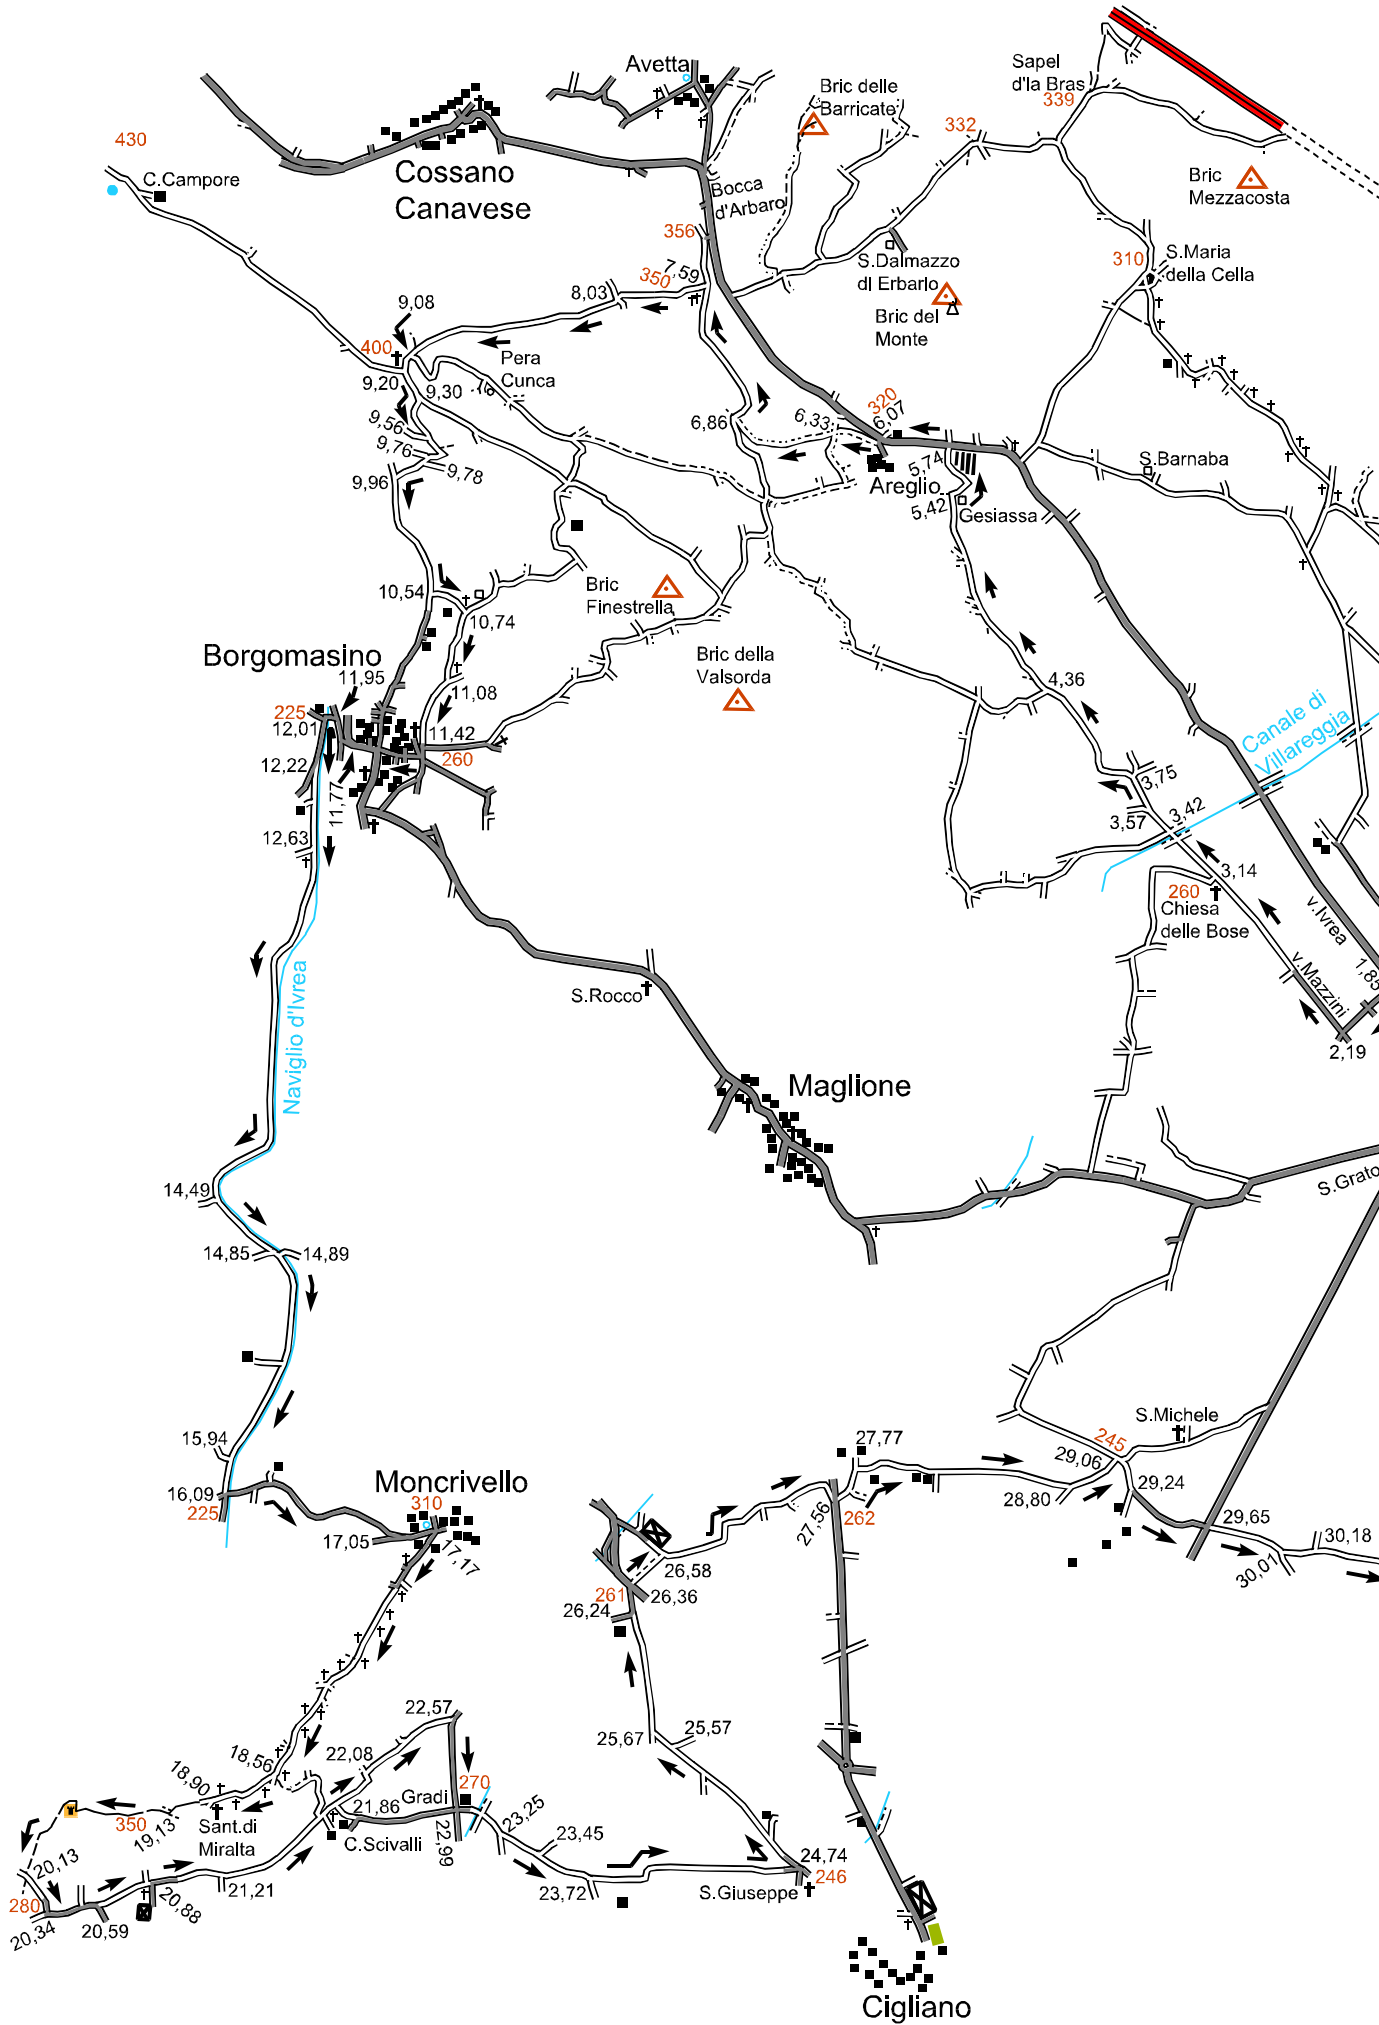 Avetta
Sapel
d'la Bras
339
Bric delle
Barricate
332
430
C.Campore
Cossano
Canavese
Bocca
d'Arbaro
Bric
Mezzacosta
356
350
7,59
S.Dalmazzo
di Erbario
310
S.Maria
della Cella
9,08
8,03
Bric del
Monte
400
Pera
Cunca
9,20
9,30
320
6,07
6,33
6,86
9,56
9,76
9,78
9,96
5,74
Areglio
5,42
Gesiassa
S.Barnaba
10,54
10,74
Bric
Finestrella
Borgomasino
11,95
11,08
Bric della
Valsorda
4,36
225
12,01
11,42
260
12,22
11,77
Canale di
Villareggia
3,75
3,57
3,42
12,63
3,14
260
Chiesa
delle Bose
v.Ivrea
v.Mazzini
1,85
2,19
S.Rocco
Naviglio d'Ivrea
Maglione
14,49
S.Grato
14,85
14,89
15,94
S.Michele
27,77
245
29,06
Moncrivello
16,09
225
310
17,05
17,17
28,80
29,24
27,56
262
29,65
30,18
30,01
26,58
261
26,36
26,24
22,57
25,57
25,67
18,56
22,08
18,90
270
Gradi
350
19,13
Sant.di
Miralta
21,86
C.Scivalli
22,99
23,25
23,45
20,13
24,74
280
20,34
20,59
20,88
21,21
23,72
S.Giuseppe
246
Cigliano